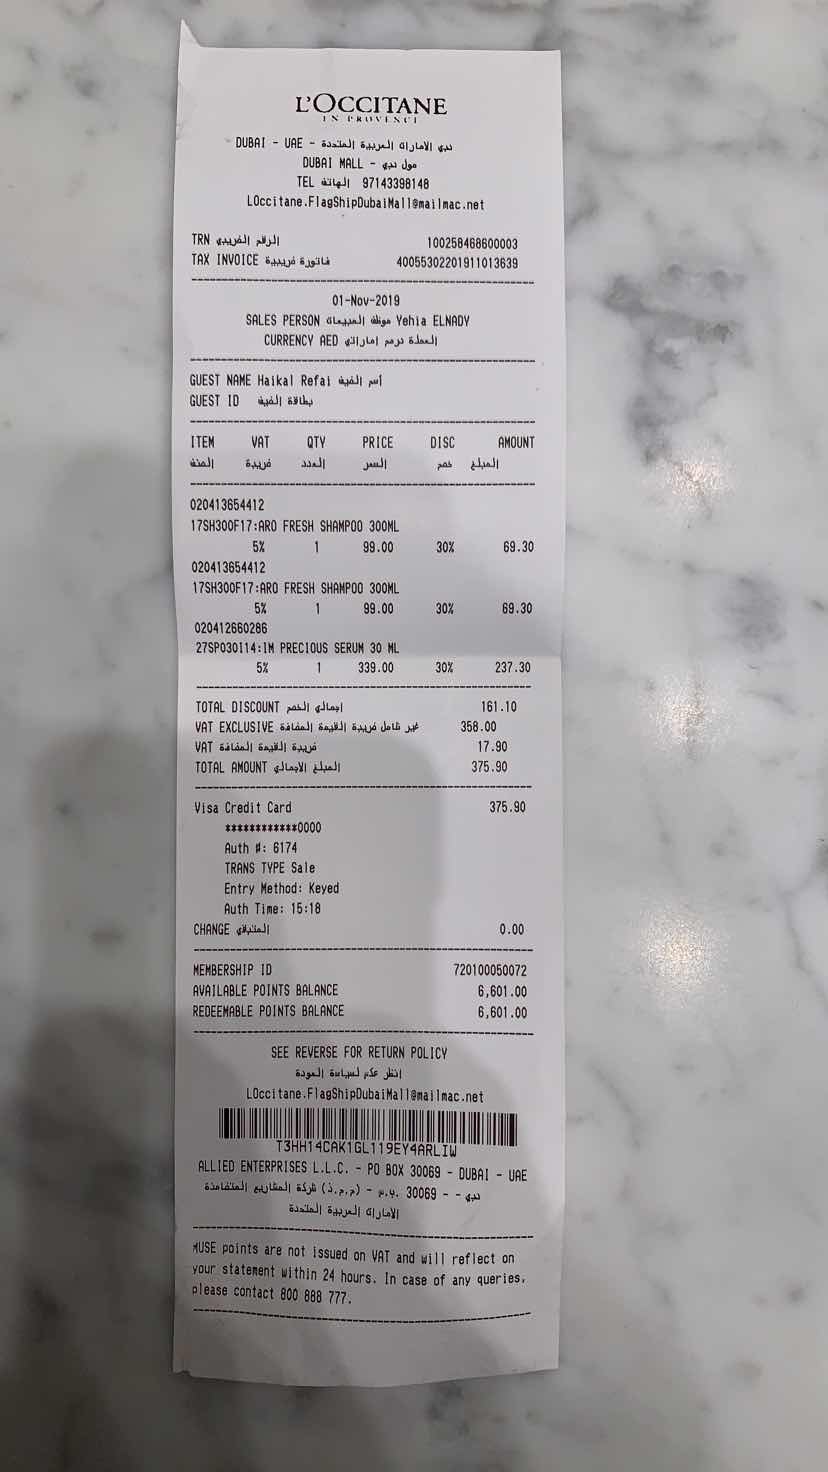 L'OCCITANE
EN PROVENCE
DUBAI - UAE - دبي الامارات العربية المتحدة
DUBAI MALL - مول دبي
TEL الهاتف 97143398148
LOccitane.FlagShipDubaiMall@mailmac.net
TRN الرقم الضريبي 100258468600003
TAX INVOICE فاتورة ضريبية 40055302201911013639
01-Nov-2019
SALES PERSON موظف المبيعات Yehia ELNADY
CURRENCY AED العملة درهم إماراتي
GUEST NAME Haikal Refai أسم الضيف
GUEST ID بطاقة الضيف
ITEM VAT QTY PRICE DISC AMOUNT
الصنف ضريبة العدد السعر خصم المبلغ
020413654412
17SH300F17:ARO FRESH SHAMPOO 300ML
5% 1 99.00 30% 69.30
020413654412
17SH300F17:ARO FRESH SHAMPOO 300ML
5% 1 99.00 30% 69.30
020412660286
27SP030I14:IM PRECIOUS SERUM 30 ML
5% 1 339.00 30% 237.30
TOTAL DISCOUNT اجمالي الخصم 161.10
VAT EXCLUSIVE غير شامل ضريبة القيمة المضافة 358.00
VAT ضريبة القيمة المضافة 17.90
TOTAL AMOUNT المبلغ الاجمالي 375.90
Visa Credit Card 375.90
************0000
Auth #: 6174
TRANS TYPE Sale
Entry Method: Keyed
Auth Time: 15:18
CHANGE المتبقي 0.00
MEMBERSHIP ID 720100050072
AVAILABLE POINTS BALANCE 6,601.00
REDEEMABLE POINTS BALANCE 6,601.00
SEE REVERSE FOR RETURN POLICY
انظر عكم لسياسة العودة
LOccitane.FlagShipDubaiMall@mailmac.net
T3HH14CAK1GL119EY4ARLIW
ALLIED ENTERPRISES L.L.C. - PO BOX 30069 - DUBAI - UAE
شركة المشاريع المتضامنة (م.م.ذ) - ص.ب. 30069 - - دبي
الامارات العربية المتحدة
MUSE points are not issued on VAT and will reflect on
your statement within 24 hours. In case of any queries,
please contact 800 888 777.